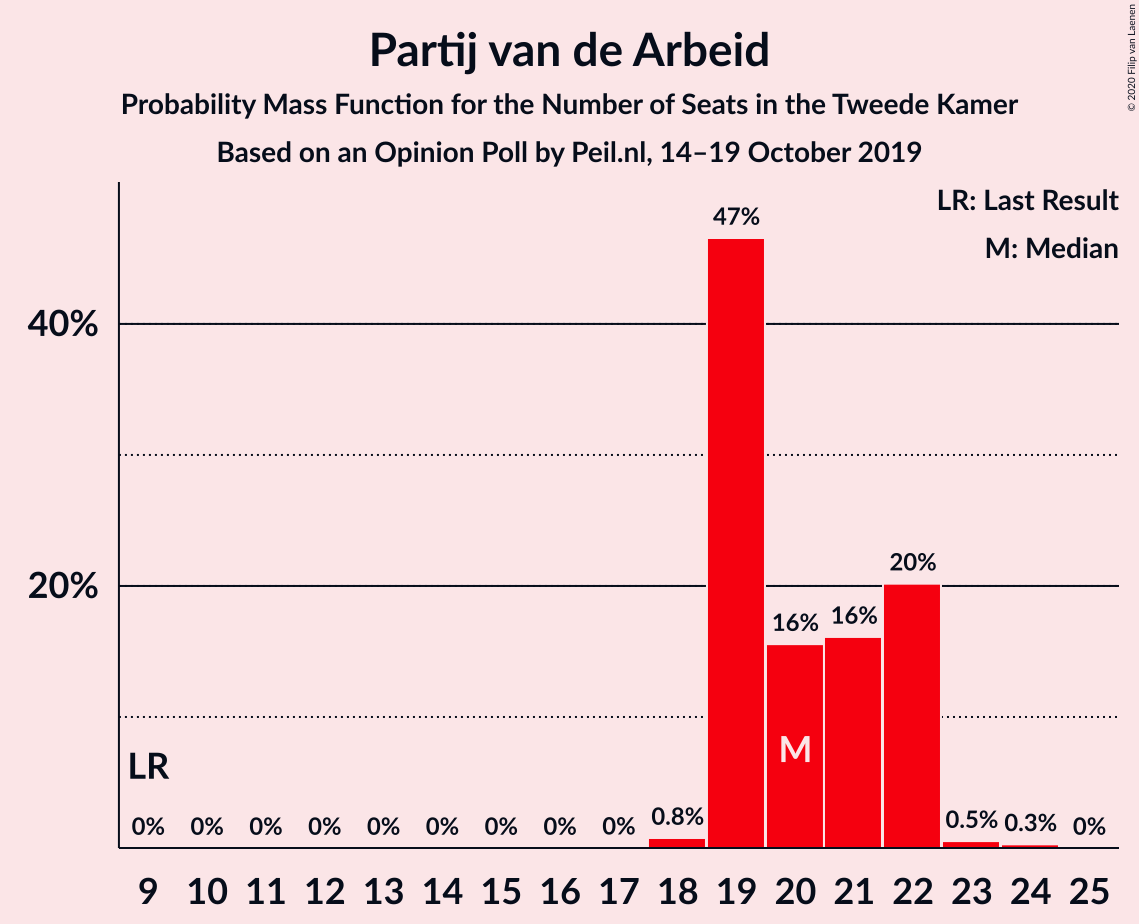 Partij van de Arbeid
Probability Mass Function for the Number of Seats in the Tweede Kamer
Based on an Opinion Poll by Peil.nl, 14–19 October 2019
© 2020 Filip van Laenen
LR: Last Result
M: Median
47%
40%
20%
20%
16%
16%
M
LR
0%
0%
0%
0%
0%
0%
0%
0%
0%
0.8%
0.5%
0.3%
0%
9 10 11 12 13 14 15 16 17 18 19 20 21 22 23 24 25